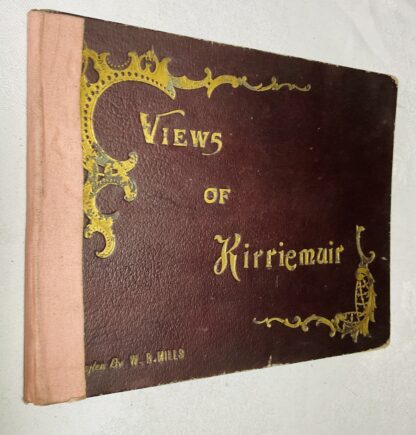 VIEWS
OF
Kirriemuir
By W. B. MILLS